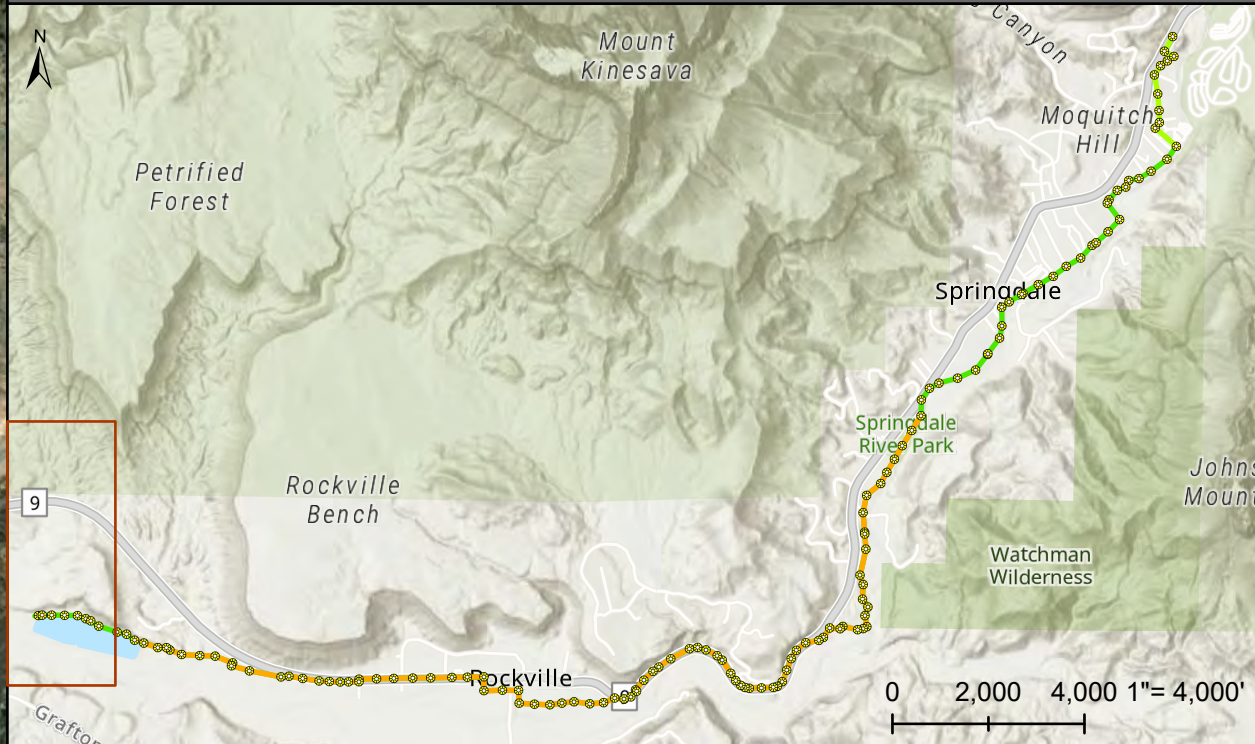 N
Canyon
Mount
Kinesava
Moquitch
Hill
Petrified
Forest
Springdale
Springdale
River Park
Johns
Mount
Rockville
Bench
9
Watchman
Wilderness
Rockville
9
0 2,000 4,000 1"= 4,000'
Grafton